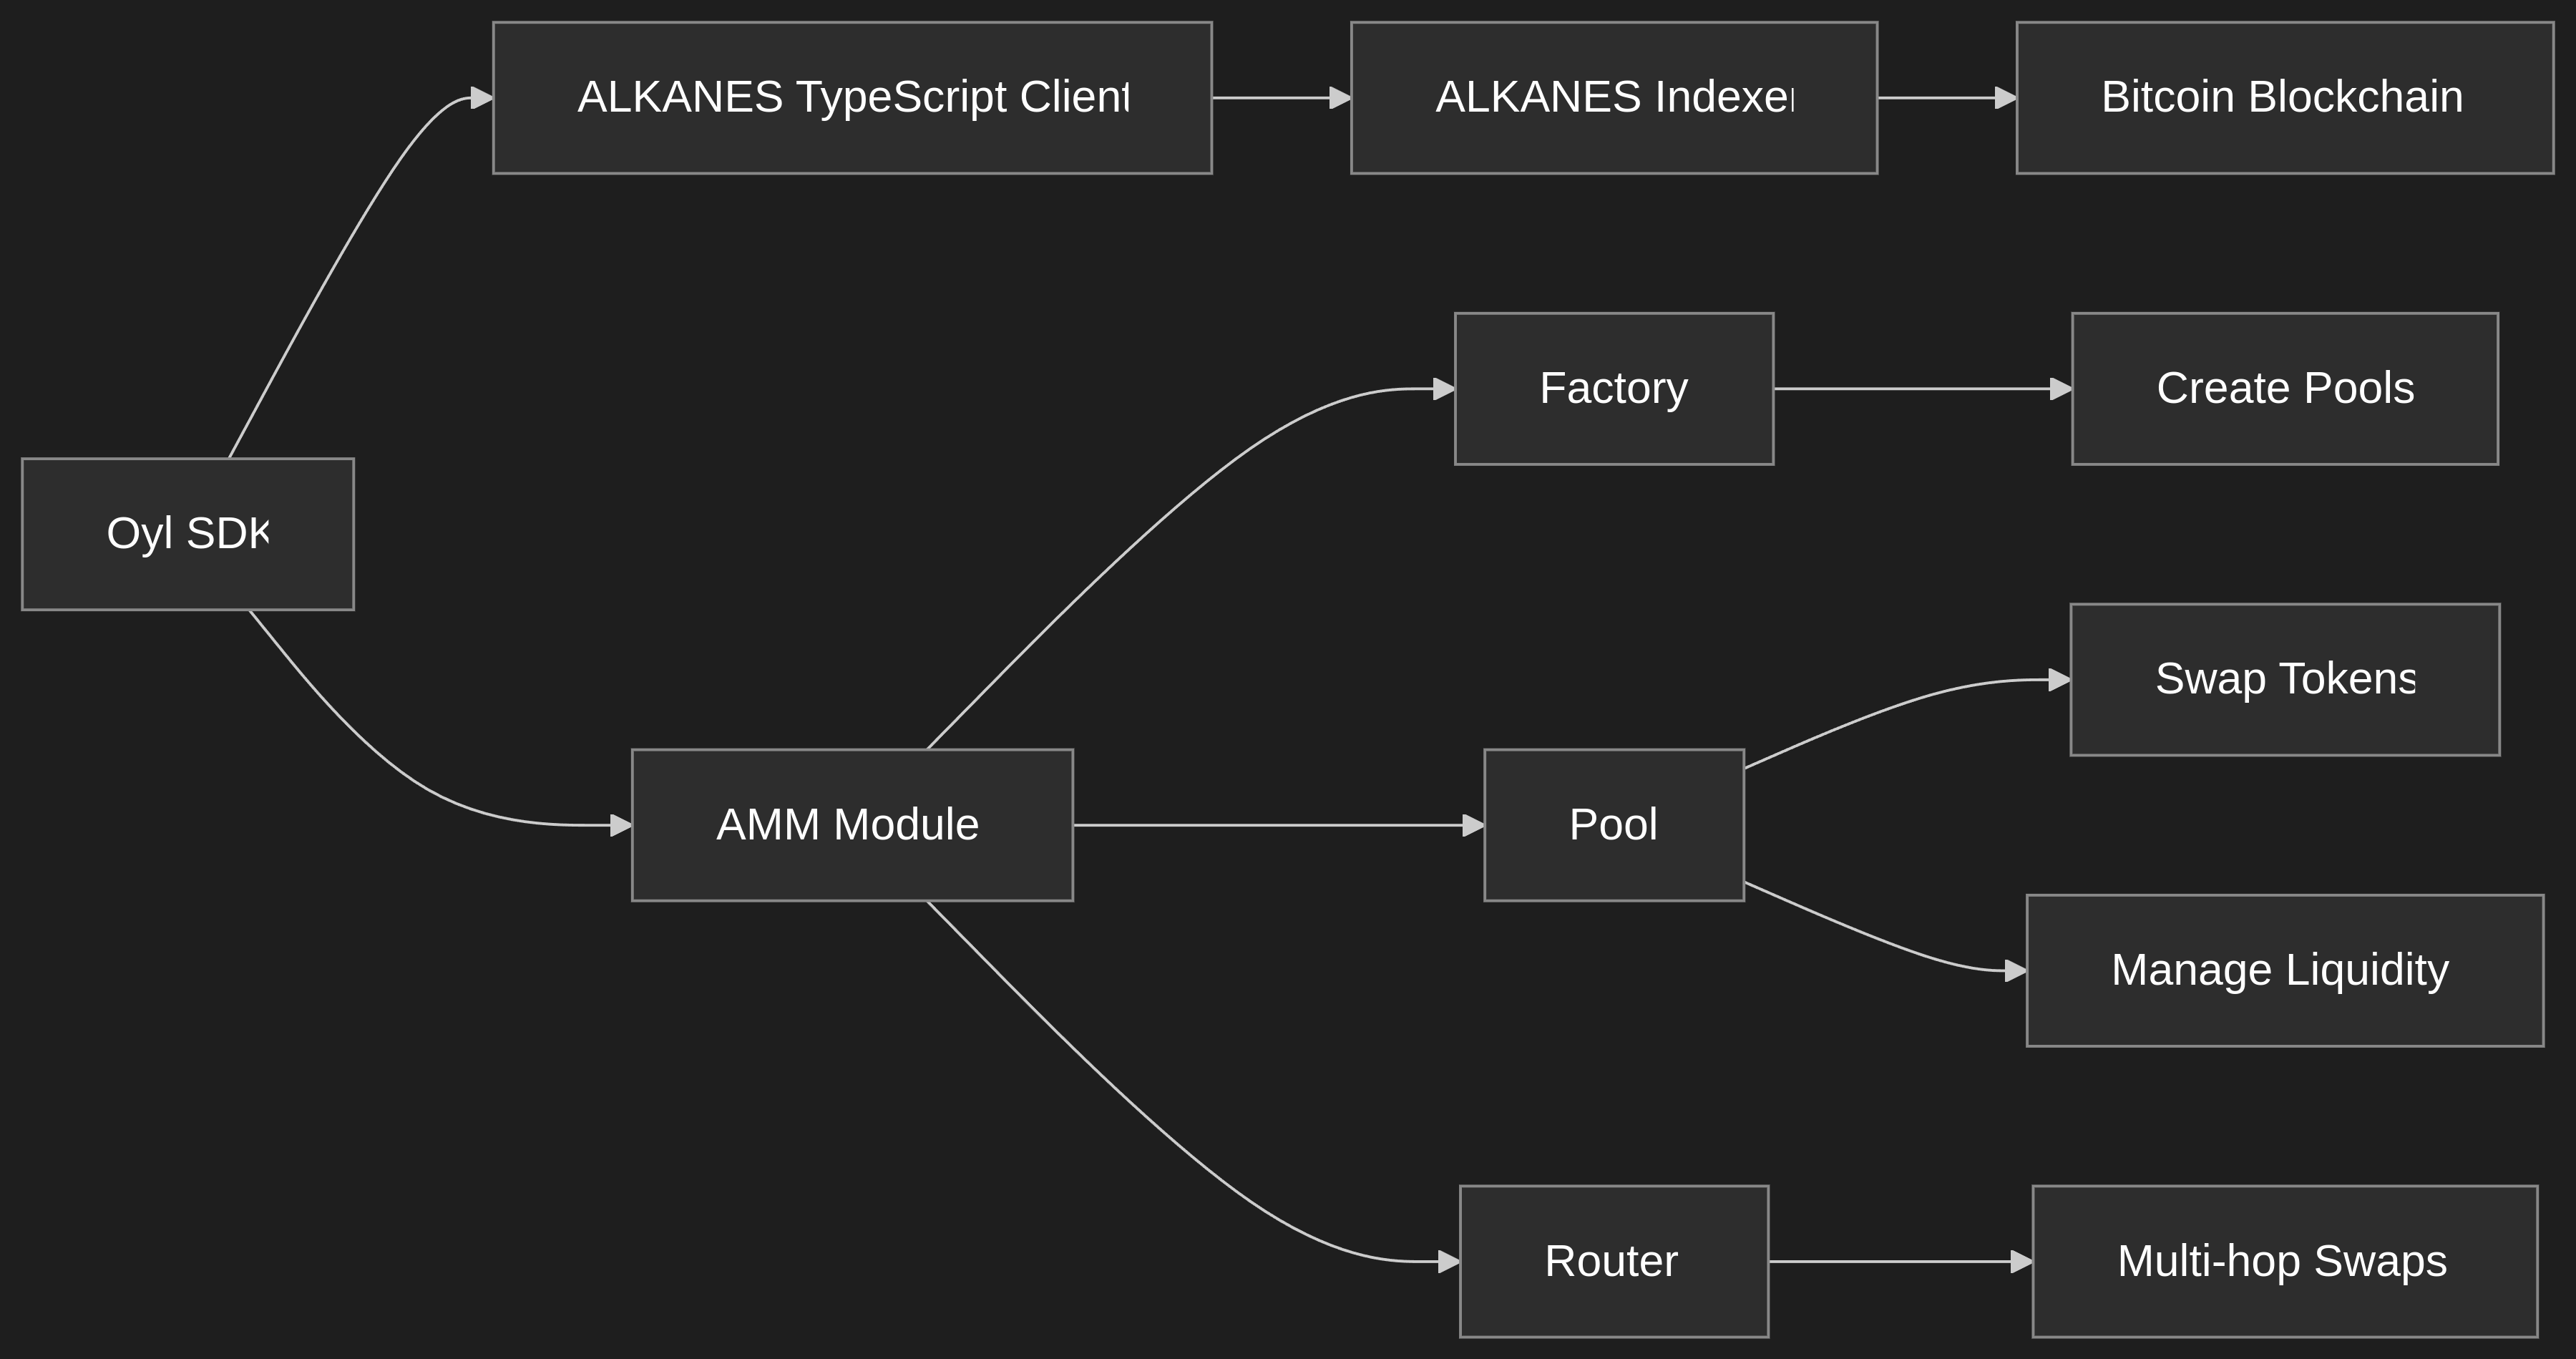 ALKANES TypeScript Client
ALKANES Indexer
Bitcoin Blockchain
Factory
Create Pools
Oyl SDK
Swap Tokens
AMM Module
Pool
Manage Liquidity
Router
Multi-hop Swaps